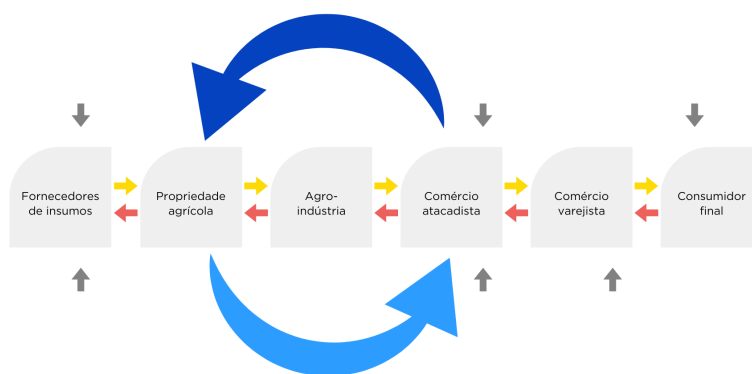 Fornecedores
de insumos
Propriedade
agrícola
Agro-
indústria
Comércio
atacadista
Comércio
varejista
Consumidor
final